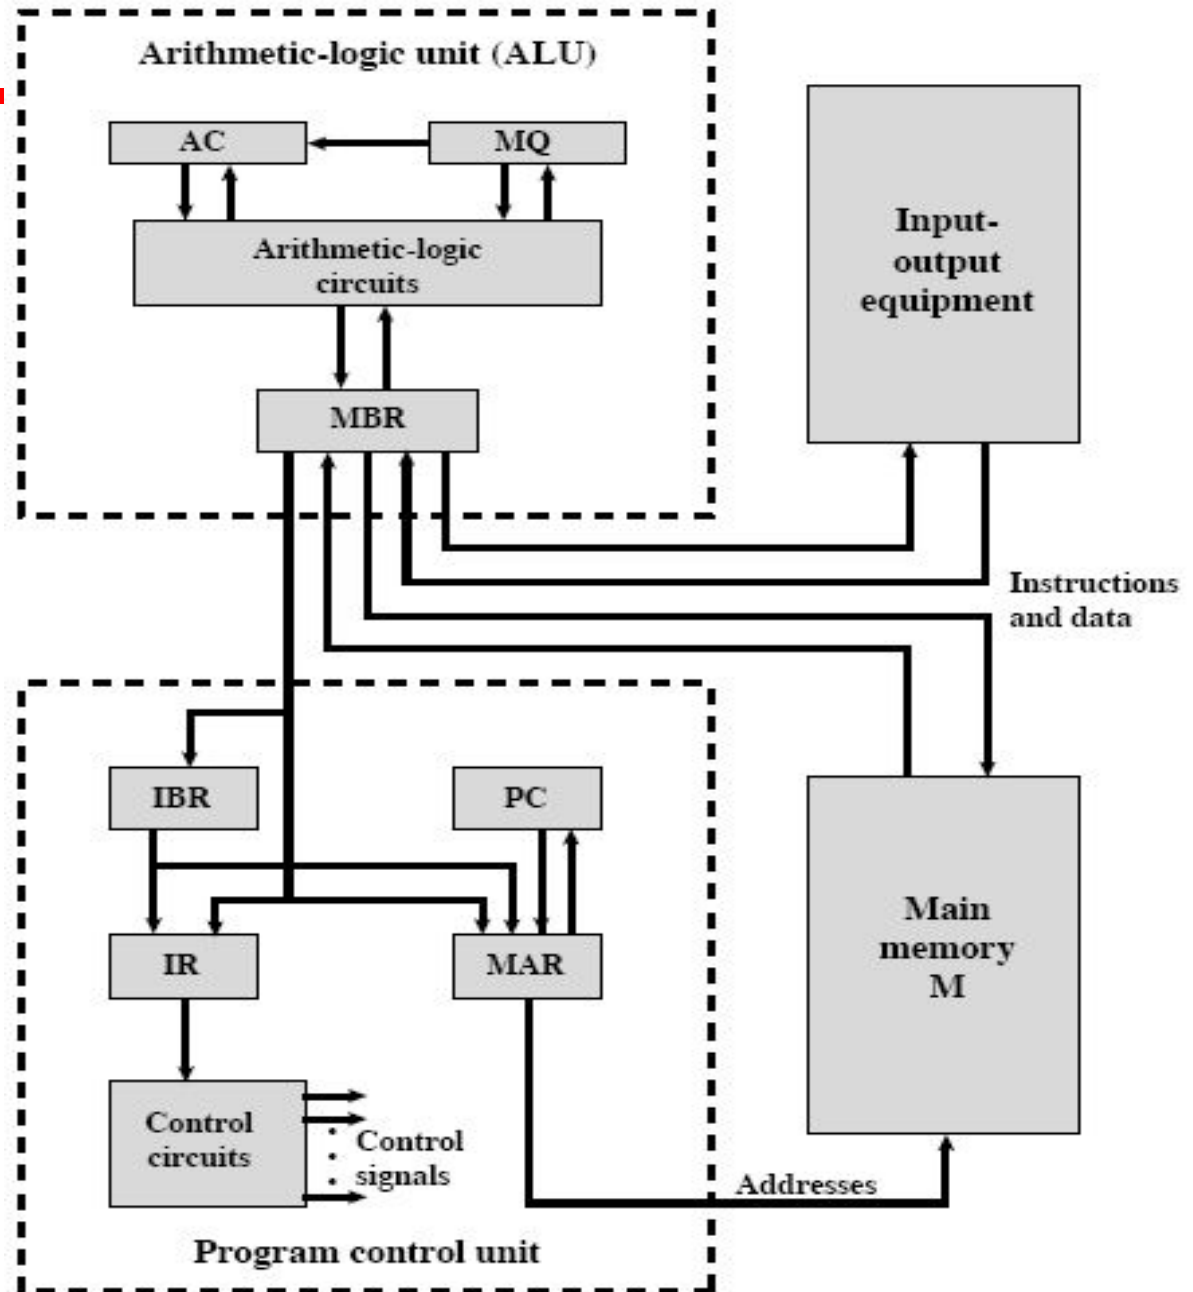 Arithmetic-logic unit (ALU)
AC
MQ
Arithmetic-logic
circuits
MBR
Input-
output
equipment
Instructions
and data
IBR
PC
IR
MAR
Main
memory
M
Control
circuits
Control
signals
Addresses
Program control unit